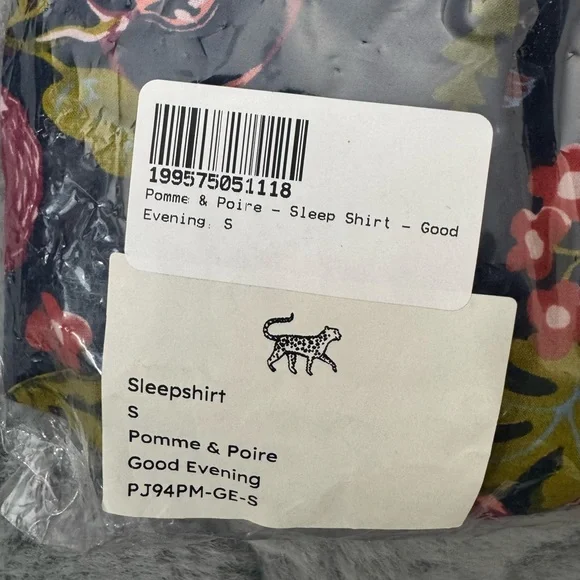 199575051118
Pomme & Poire – Sleep Shirt – Good
Evening, S
Sleepshirt
S
Pomme & Poire
Good Evening
PJ94PM-GE-S